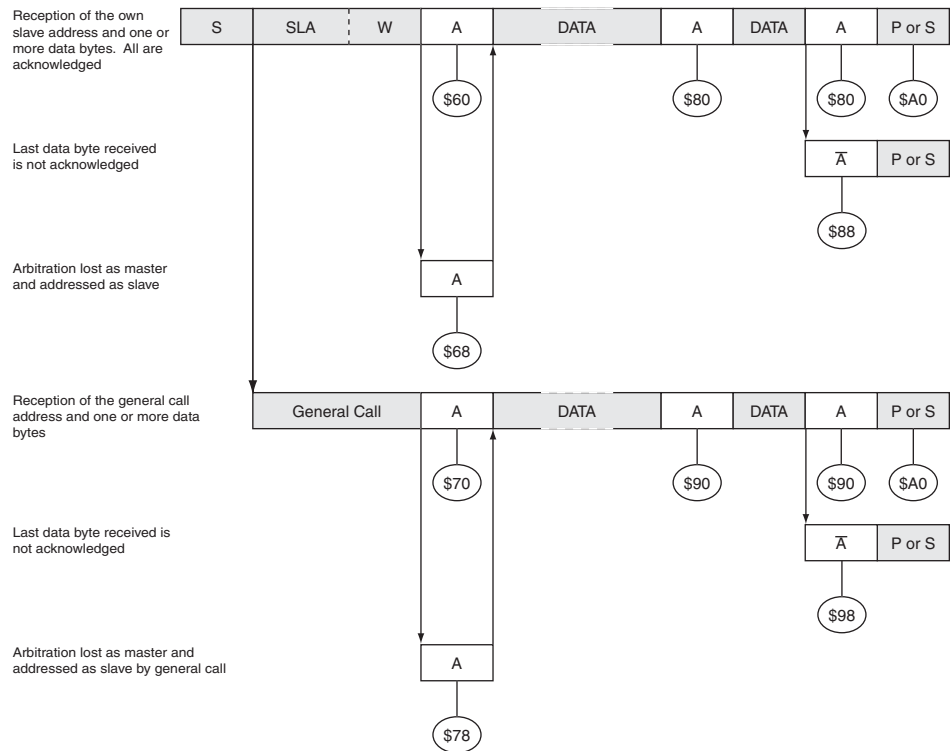 Reception of the own
slave address and one or
more data bytes. All are
acknowledged
S SLA W A DATA A DATA A P or S
$60 $80 $80 $A0
Last data byte received
is not acknowledged
A̅ P or S
$88
Arbitration lost as master
and addressed as slave
A
$68
Reception of the general call
address and one or more data
bytes
General Call A DATA A DATA A P or S
$70 $90 $90 $A0
Last data byte received is
not acknowledged
A̅ P or S
$98
Arbitration lost as master and
addressed as slave by general call
A
$78